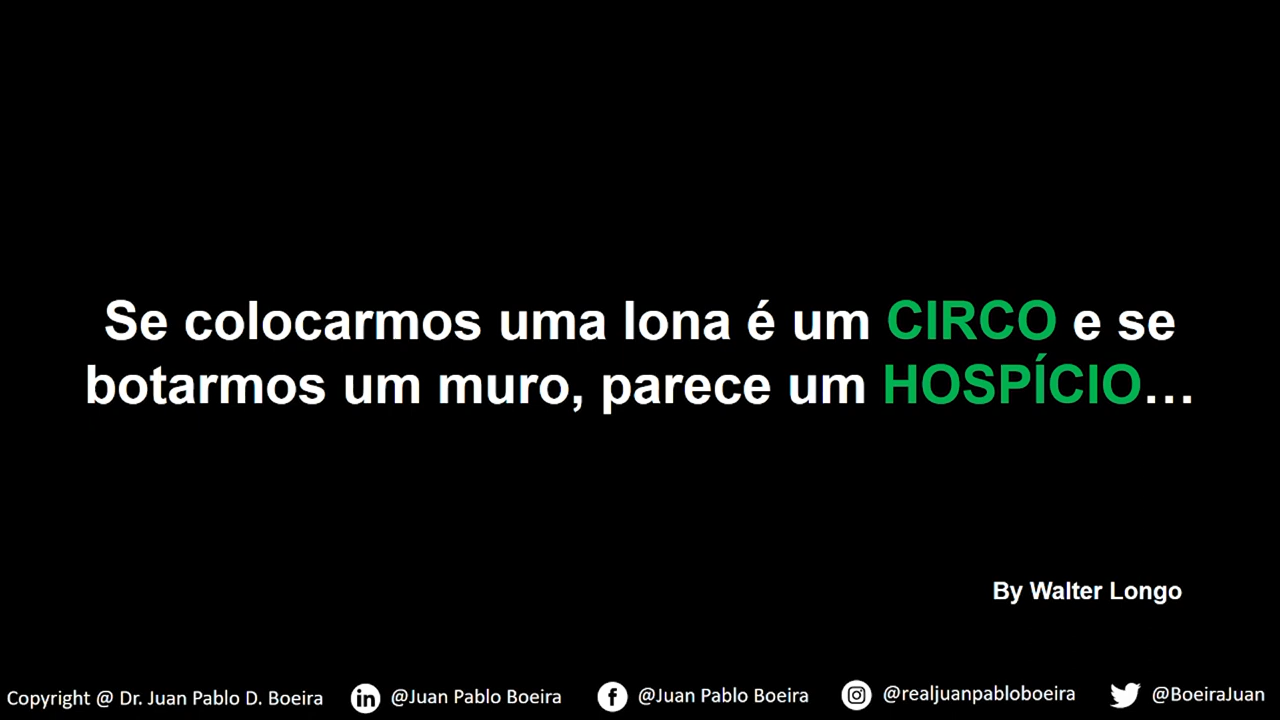 Se colocarmos uma lona é um CIRCO e se
botarmos um muro, parece um HOSPÍCIO...
By Walter Longo
Copyright @ Dr. Juan Pablo D. Boeira @Juan Pablo Boeira @Juan Pablo Boeira @realjuanpabloboeira @BoeiraJuan